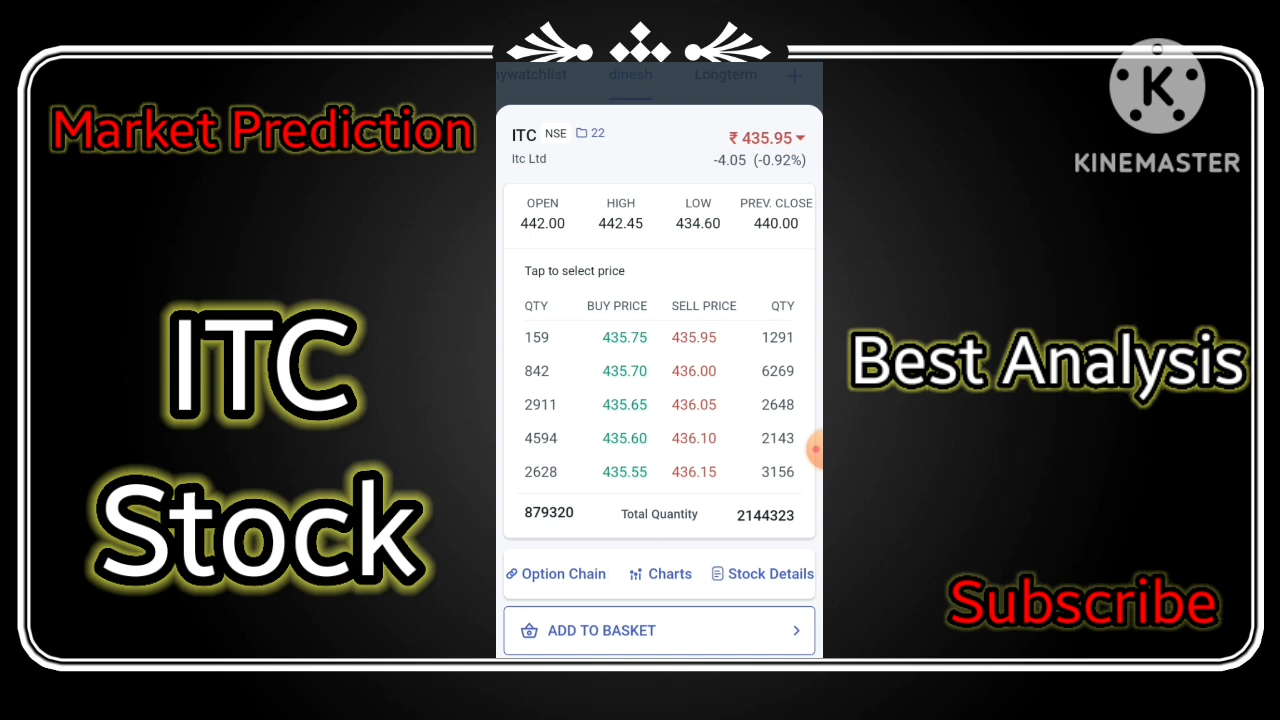 mywatchlist dinesh Longterm +
Market Prediction
K
KINEMASTER
ITC NSE 22
₹ 435.95
Itc Ltd
-4.05 (-0.92%)
OPEN HIGH LOW PREV. CLOSE
442.00 442.45 434.60 440.00
Tap to select price
QTY BUY PRICE SELL PRICE QTY
159 435.75 435.95 1291
842 435.70 436.00 6269
2911 435.65 436.05 2648
4594 435.60 436.10 2143
2628 435.55 436.15 3156
879320 Total Quantity 2144323
Option Chain Charts Stock Details
ADD TO BASKET
ITC
Stock
Best Analysis
Subscribe